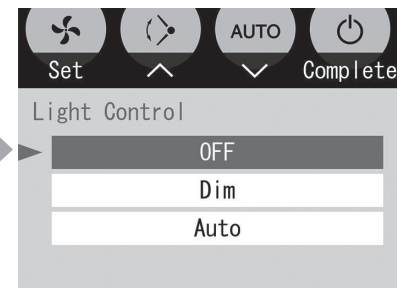 AUTO
Set Complete
Light Control
OFF
Dim
Auto